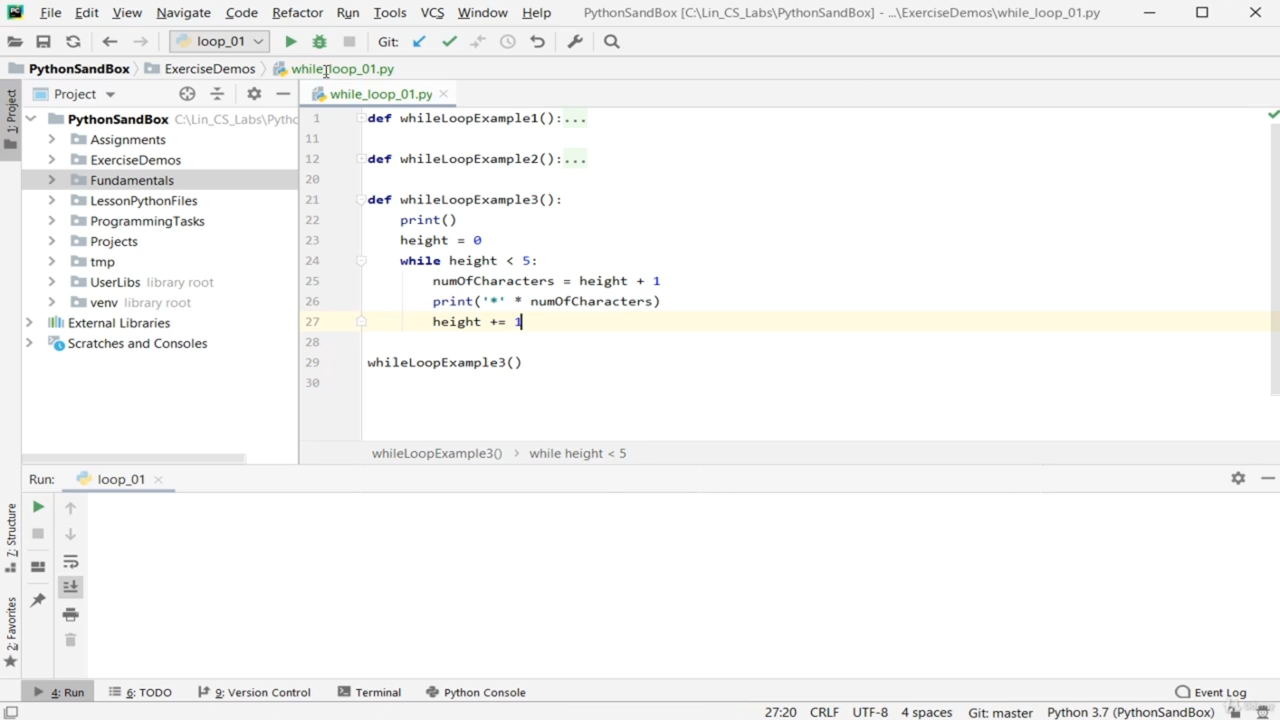 File Edit View Navigate Code Refactor Run Tools VCS Window Help PythonSandBox [C:\Lin_CS_Labs\PythonSandBox] - ...\ExerciseDemos\while_loop_01.py
loop_01 Git:
PythonSandBox ExerciseDemos while_loop_01.py
1: Project
Project
while_loop_01.py
PythonSandBox C:\Lin_CS_Labs\Pytho
Assignments
ExerciseDemos
Fundamentals
LessonPythonFiles
ProgrammingTasks
Projects
tmp
UserLibs library root
venv library root
External Libraries
Scratches and Consoles
1 def whileLoopExample1():...
11
12 def whileLoopExample2():...
20
21 def whileLoopExample3():
22 print()
23 height = 0
24 while height < 5:
25 numOfCharacters = height + 1
26 print('*' * numOfCharacters)
27 height += 1
28
29 whileLoopExample3()
30
whileLoopExample3() › while height < 5
Run: loop_01
Z: Structure
2: Favorites
4: Run 6: TODO 9: Version Control Terminal Python Console Event Log
27:20 CRLF UTF-8 4 spaces Git: master Python 3.7 (PythonSandBox)